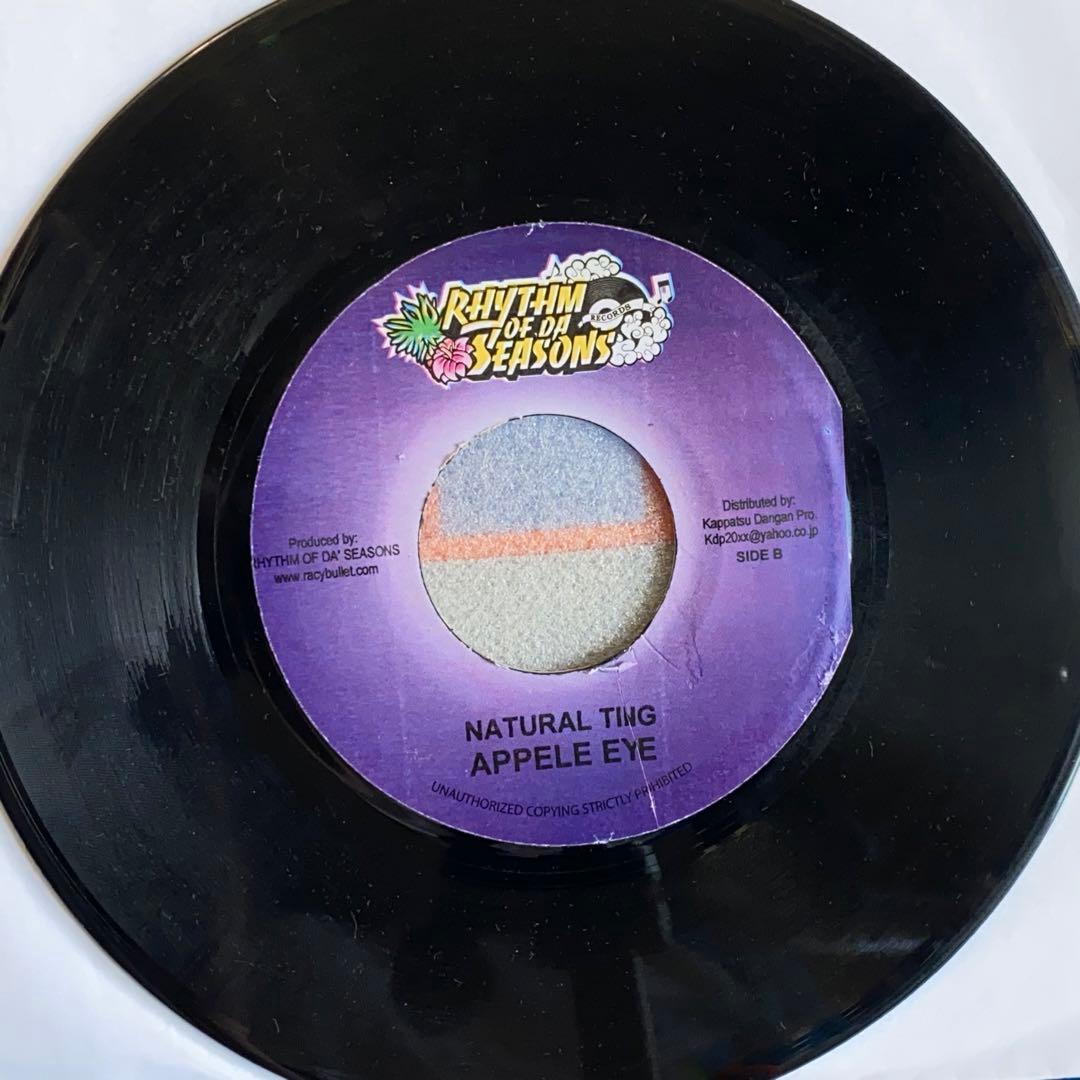 RHYTHM
OF DA
SEASONS
RECORDS
Produced by:
RHYTHM OF DA' SEASONS
www.racybullet.com
Distributed by:
Kappatsu Dangan Pro.
Kdp20xx@yahoo.co.jp
SIDE B
NATURAL TING
APPELE EYE
UNAUTHORIZED COPYING STRICTLY PROHIBITED